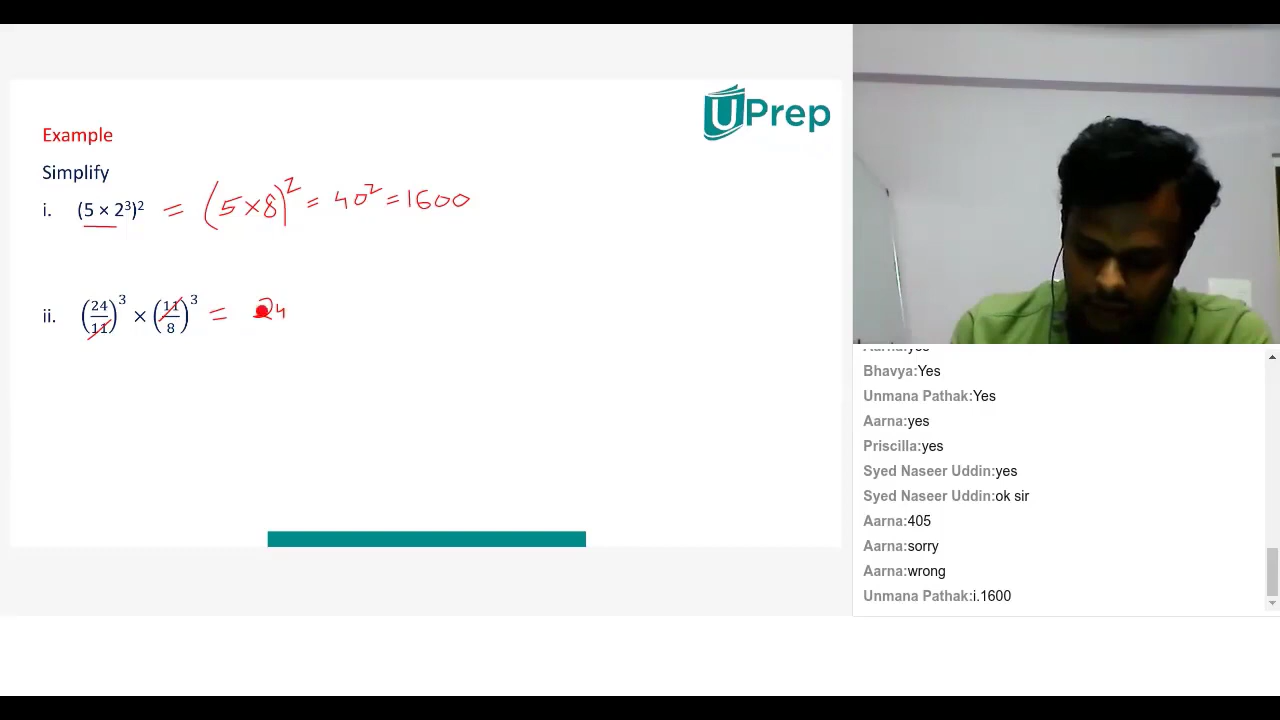 UPrep
Example
Simplify
i. (5 × 2³)² = (5×8)² = 40² = 1600
ii. (24/11)³ × (11/8)³ = 24
Bhavya:Yes
Unmana Pathak:Yes
Aarna:yes
Priscilla:yes
Syed Naseer Uddin:yes
Syed Naseer Uddin:ok sir
Aarna:405
Aarna:sorry
Aarna:wrong
Unmana Pathak:i.1600